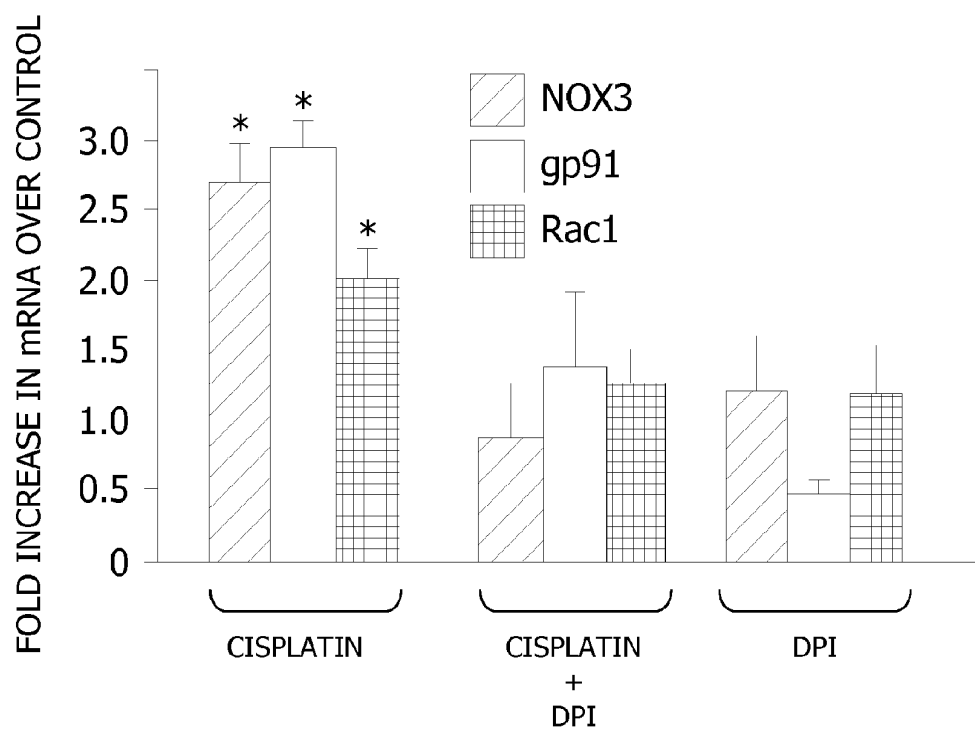 FOLD INCREASE IN mRNA OVER CONTROL
3.0
2.5
2.0
1.5
1.0
0.5
0
* * *
NOX3
gp91
Rac1
CISPLATIN
CISPLATIN
+
DPI
DPI